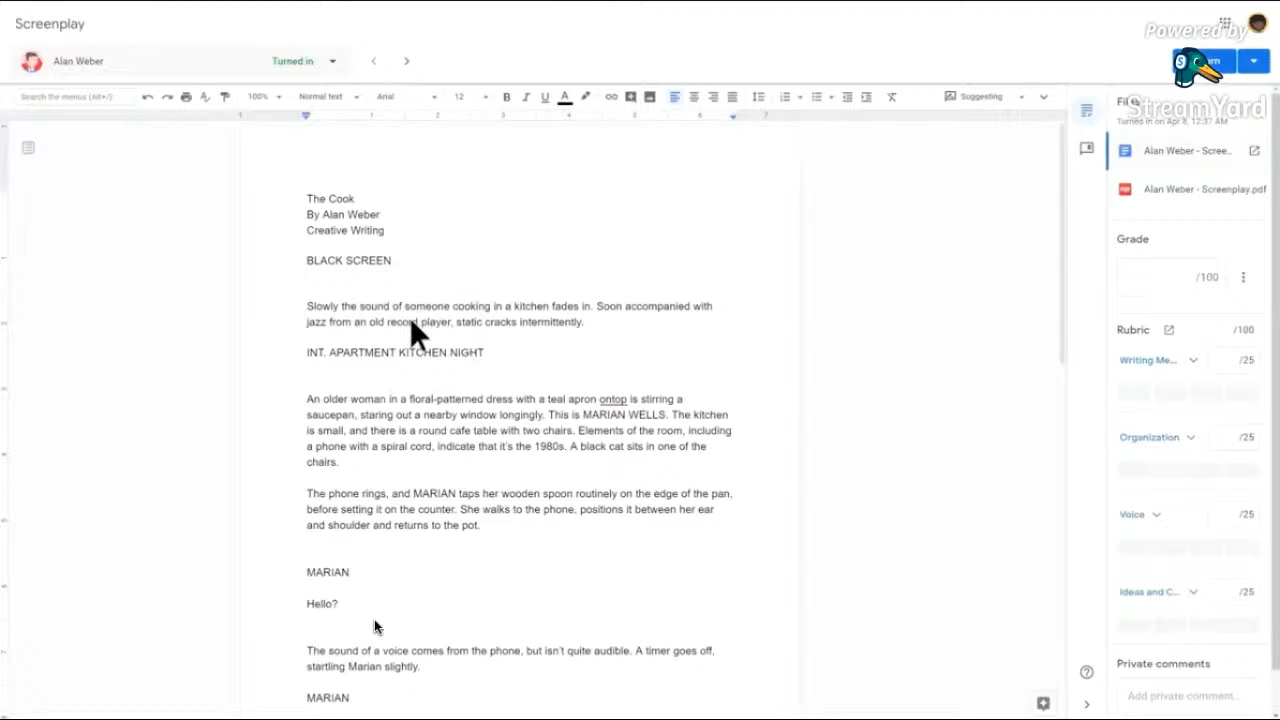 Screenplay
Powered by
Alan Weber
Turned in
StreamYard
Search the menus (Alt+/)
100%
Normal text
Arial
12
B I U A
Suggesting
1 1 2 3 4 5 6 7
Turned in on Apr 8, 12:37 AM
Alan Weber - Scree...
Alan Weber - Screenplay.pdf
Grade
/100
Rubric
/100
Writing Me...
/25
Organization
/25
Voice
/25
Ideas and C...
/25
Private comments
Add private comment...
The Cook
By Alan Weber
Creative Writing
BLACK SCREEN
Slowly the sound of someone cooking in a kitchen fades in. Soon accompanied with
jazz from an old record player, static cracks intermittently.
INT. APARTMENT KITCHEN NIGHT
An older woman in a floral-patterned dress with a teal apron ontop is stirring a
saucepan, staring out a nearby window longingly. This is MARIAN WELLS. The kitchen
is small, and there is a round cafe table with two chairs. Elements of the room, including
a phone with a spiral cord, indicate that it's the 1980s. A black cat sits in one of the
chairs.
The phone rings, and MARIAN taps her wooden spoon routinely on the edge of the pan,
before setting it on the counter. She walks to the phone, positions it between her ear
and shoulder and returns to the pot.
MARIAN
Hello?
The sound of a voice comes from the phone, but isn't quite audible. A timer goes off,
startling Marian slightly.
MARIAN